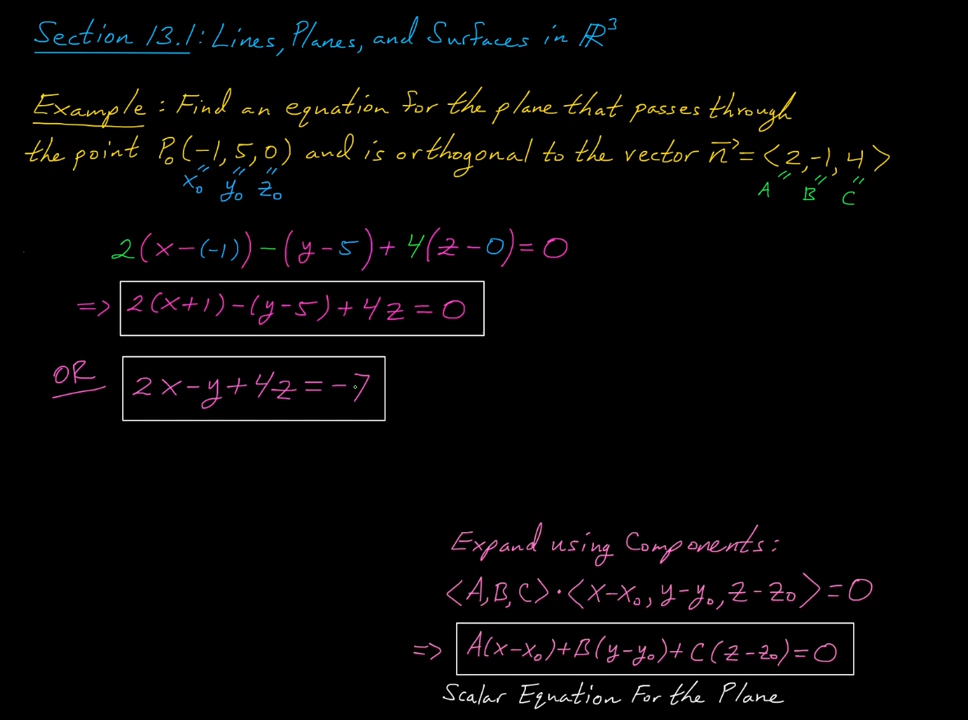 Section 13.1: Lines, Planes, and Surfaces in ℝ³
Example: Find an equation for the plane that passes through
the point P₀(-1, 5, 0) and is orthogonal to the vector n⃗ = <2, -1, 4>
x₀ y₀ z₀ A B C
2(x-(-1)) - (y-5) + 4(z-0) = 0
=> 2(x+1) - (y-5) + 4z = 0
OR 2x - y + 4z = -7
Expand using Components:
<A, B, C> · <x-x₀, y-y₀, z-z₀> = 0
=> A(x-x₀) + B(y-y₀) + C(z-z₀) = 0
Scalar Equation For the Plane